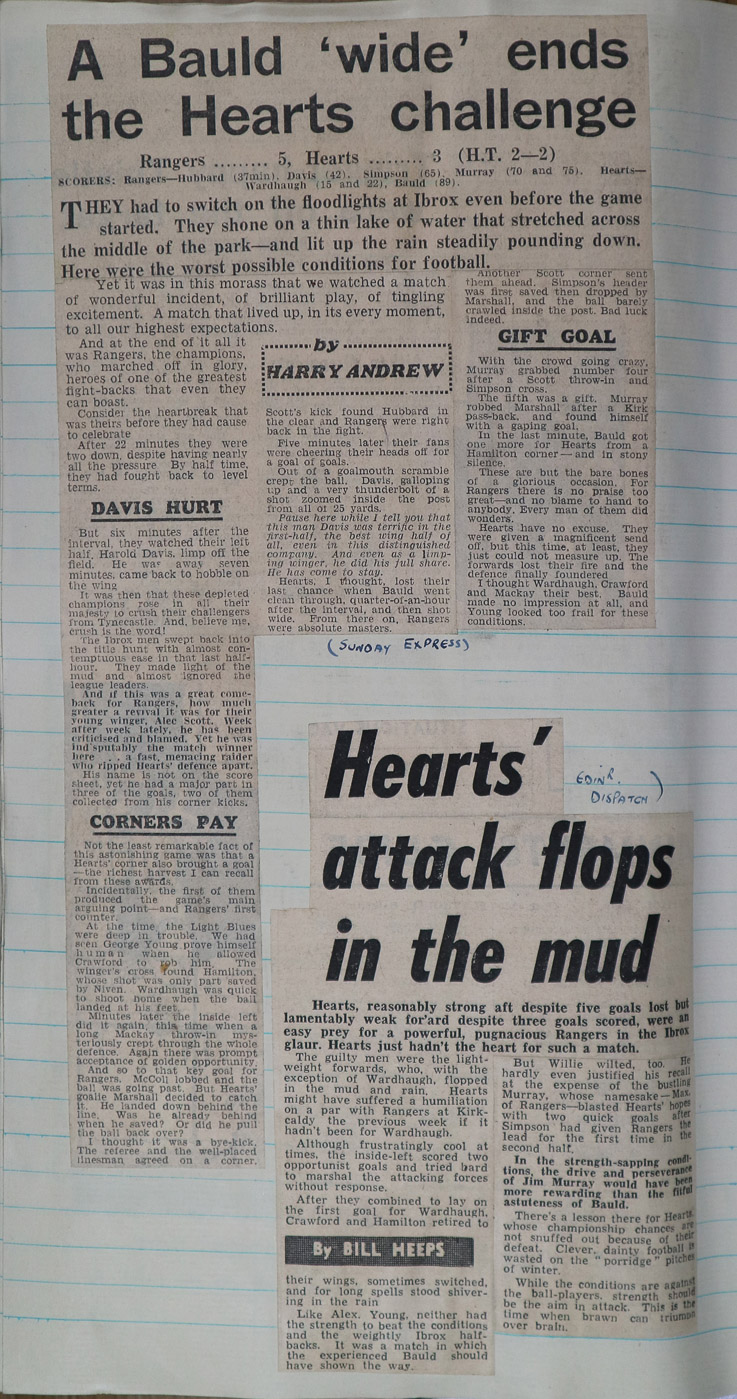 A Bauld ‘wide’ ends
the Hearts challenge
Rangers ......... 5, Hearts ......... 3 (H.T. 2—2)
SCORERS: Rangers—Hubbard (37min), Davis (42), Simpson (65), Murray (70 and 75). Hearts—
Wardhaugh (15 and 22), Bauld (89).
THEY had to switch on the floodlights at Ibrox even before the game
started. They shone on a thin lake of water that stretched across
the middle of the park—and lit up the rain steadily pounding down.
Here were the worst possible conditions for football.
Yet it was in this morass that we watched a match
of wonderful incident, of brilliant play, of tingling
excitement. A match that lived up, in its every moment,
to all our highest expectations.
And at the end of it all it
was Rangers, the champions,
who marched off in glory,
heroes of one of the greatest
fight-backs that even they
can boast.
Consider the heartbreak that
was theirs before they had cause
to celebrate
After 22 minutes they were
two down, despite having nearly
all the pressure. By half time,
they had fought back to level
terms.
DAVIS HURT
But six minutes after the
interval, they watched their left
half, Harold Davis, limp off the
field. He was away seven
minutes, came back to hobble on
the wing
It was then that these depleted
champions rose in all their
majesty to crush their challengers
from Tynecastle. And, believe me,
crush is the word!
The Ibrox men swept back into
the title hunt with almost con-
temptuous ease in that last half-
hour. They made light of the
mud and almost ignored the
league leaders.
And if this was a great come-
back for Rangers, how much
greater a revival it was for their
young winger, Alec Scott. Week
after week lately, he has been
criticised and blamed. Yet he was
indisputably the match winner
here . . a fast, menacing raider
who ripped Hearts' defence apart.
His name is not on the score
sheet, yet he had a major part in
three of the goals, two of them
collected from his corner kicks.
CORNERS PAY
Not the least remarkable fact of
this astonishing game was that a
Hearts' corner also brought a goal
—the richest harvest I can recall
from these awards.
Incidentally, the first of them
produced the game's main
arguing point—and Rangers' first
counter.
At the time, the Light Blues
were deep in trouble. We had
seen George Young prove himself
human when he allowed
Crawford to rob him. The
winger's cross found Hamilton,
whose shot was only part saved
by Niven. Wardhaugh was quick
to shoot home when the ball
landed at his feet.
Minutes later the inside left
did it again, this time when a
long Mackay throw-in mys-
teriously crept through the whole
defence. Again there was prompt
acceptance of golden opportunity.
And so to that key goal for
Rangers. McColl lobbed and the
ball was going past. But Hearts'
goalie Marshall decided to catch
it. He landed down behind the
line. Was he already behind
when he saved? Or did he pull
the ball back over?
I thought it was a bye-kick.
The referee and the well-placed
linesman agreed on a corner.
by
HARRY ANDREW
Scott's kick found Hubbard in
the clear and Rangers were right
back in the fight.
Five minutes later their fans
were cheering their heads off for
a goal of goals.
Out of a goalmouth scramble
crept the ball. Davis, galloping
up and a very thunderbolt of a
shot zoomed inside the post
from all of 25 yards.
Pause here while I tell you that
this man Davis was terrific in the
first-half, the best wing half of
all, even in this distinguished
company. And even as a limp-
ing winger, he did his full share.
He has come to stay.
Hearts, I thought, lost their
last chance when Bauld went
clean through, quarter-of-an-hour
after the interval, and then shot
wide. From there on, Rangers
were absolute masters.
Another Scott corner sent
them ahead. Simpson's header
was first saved then dropped by
Marshall, and the ball barely
crawled inside the post. Bad luck
indeed.
GIFT GOAL
With the crowd going crazy,
Murray grabbed number four
after a Scott throw-in and
Simpson cross.
The fifth was a gift. Murray
robbed Marshall after a Kirk
pass-back, and found himself
with a gaping goal.
In the last minute, Bauld got
one more for Hearts from a
Hamilton corner—and in stony
silence.
These are but the bare bones
of a glorious occasion. For
Rangers there is no praise too
great—and no blame to hand to
anybody. Every man of them did
wonders.
Hearts have no excuse. They
were given a magnificent send
off, but this time, at least, they
just could not measure up. The
forwards lost their fire and the
defence finally foundered
I thought Wardhaugh, Crawford
and Mackay their best. Bauld
made no impression at all, and
Young looked too frail for these
conditions.
(SUNDAY EXPRESS)
Hearts'
attack flops
in the mud
EDINR.
DISPATCH)
Hearts, reasonably strong aft despite five goals lost but
lamentably weak for'ard despite three goals scored, were an
easy prey for a powerful, pugnacious Rangers in the Ibrox
glaur. Hearts just hadn't the heart for such a match.
The guilty men were the light-
weight forwards, who, with the
exception of Wardhaugh, flopped
in the mud and rain. Hearts
might have suffered a humiliation
on a par with Rangers at Kirk-
caldy the previous week if it
hadn't been for Wardhaugh.
Although frustratingly cool at
times, the inside-left scored two
opportunist goals and tried hard
to marshal the attacking forces
without response.
After they combined to lay on
the first goal for Wardhaugh,
Crawford and Hamilton retired to
By BILL HEEPS
their wings, sometimes switched,
and for long spells stood shiver-
ing in the rain
Like Alex. Young, neither had
the strength to beat the conditions
and the weightly Ibrox half-
backs. It was a match in which
the experienced Bauld should
have shown the way.
But Willie wilted, too. He
hardly even justified his recall
at the expense of the bustling
Murray, whose namesake—Max.
of Rangers—blasted Hearts' hopes
with two quick goals after
Simpson had given Rangers the
lead for the first time in the
second half.
In the strength-sapping condi-
tions, the drive and perseverance
of Jim Murray would have been
more rewarding than the fitful
astuteness of Bauld.
There's a lesson there for Hearts,
whose championship chances are
not snuffed out because of their
defeat. Clever, dainty football is
wasted on the "porridge" pitches
of winter.
While the conditions are against
the ball-players, strength should
be the aim in attack. This is the
time when brawn can triumph
over brain.